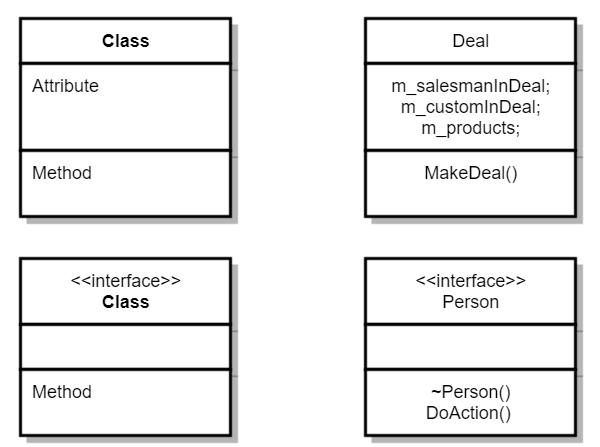 Class
Attribute
Method
Deal
m_salesmanInDeal;
m_customInDeal;
m_products;
MakeDeal()
<<interface>>
Class
Method
<<interface>>
Person
~Person()
DoAction()